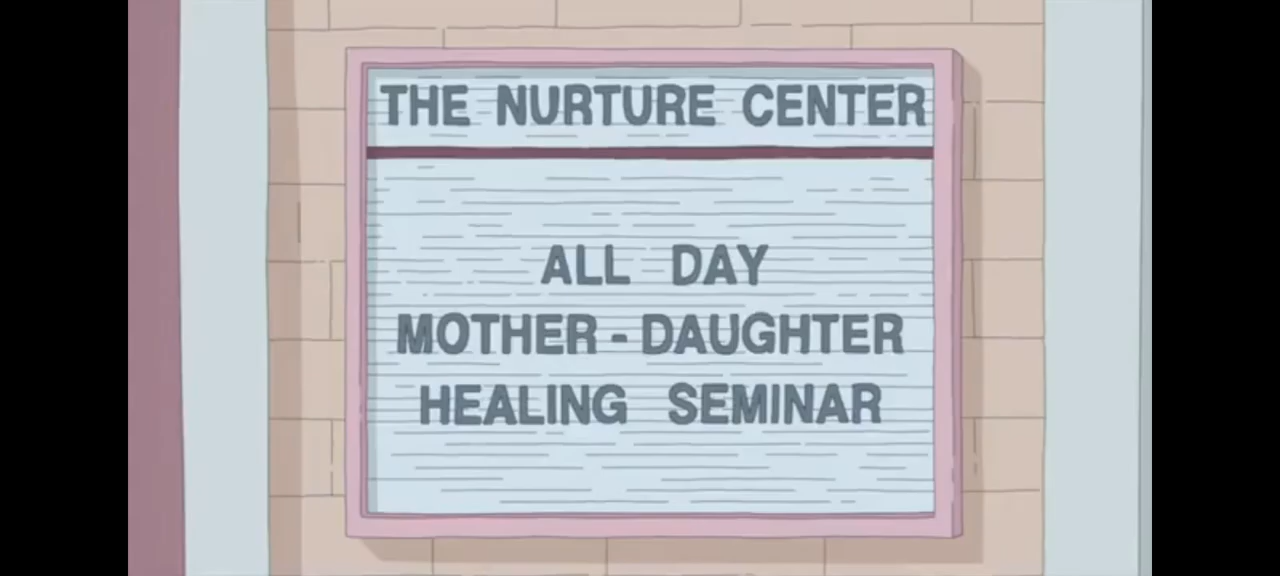 THE NURTURE CENTER
ALL DAY
MOTHER-DAUGHTER
HEALING SEMINAR